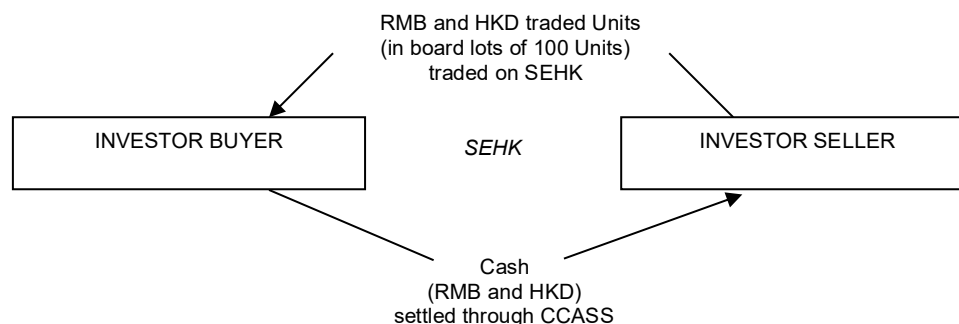 RMB and HKD traded Units
(in board lots of 100 Units)
traded on SEHK
INVESTOR BUYER
SEHK
INVESTOR SELLER
Cash
(RMB and HKD)
settled through CCASS